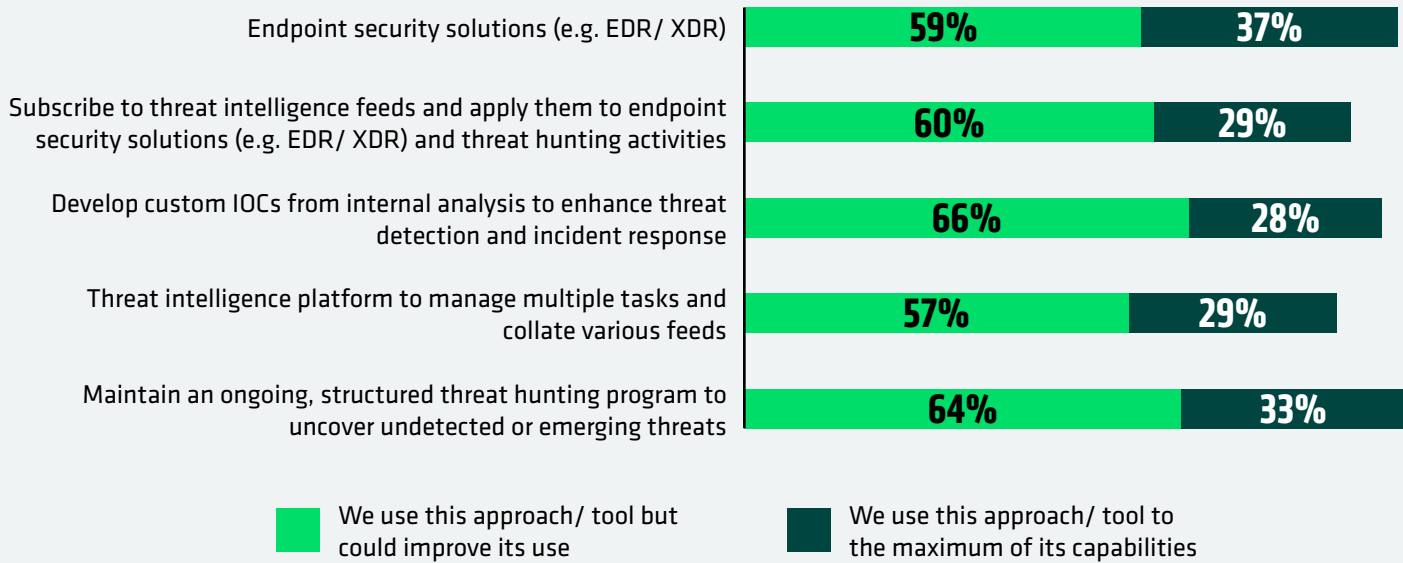 Endpoint security solutions (e.g. EDR/ XDR)
59%
37%
Subscribe to threat intelligence feeds and apply them to endpoint
security solutions (e.g. EDR/ XDR) and threat hunting activities
60%
29%
Develop custom IOCs from internal analysis to enhance threat
detection and incident response
66%
28%
Threat intelligence platform to manage multiple tasks and
collate various feeds
57%
29%
Maintain an ongoing, structured threat hunting program to
uncover undetected or emerging threats
64%
33%
We use this approach/ tool but
could improve its use
We use this approach/ tool to
the maximum of its capabilities